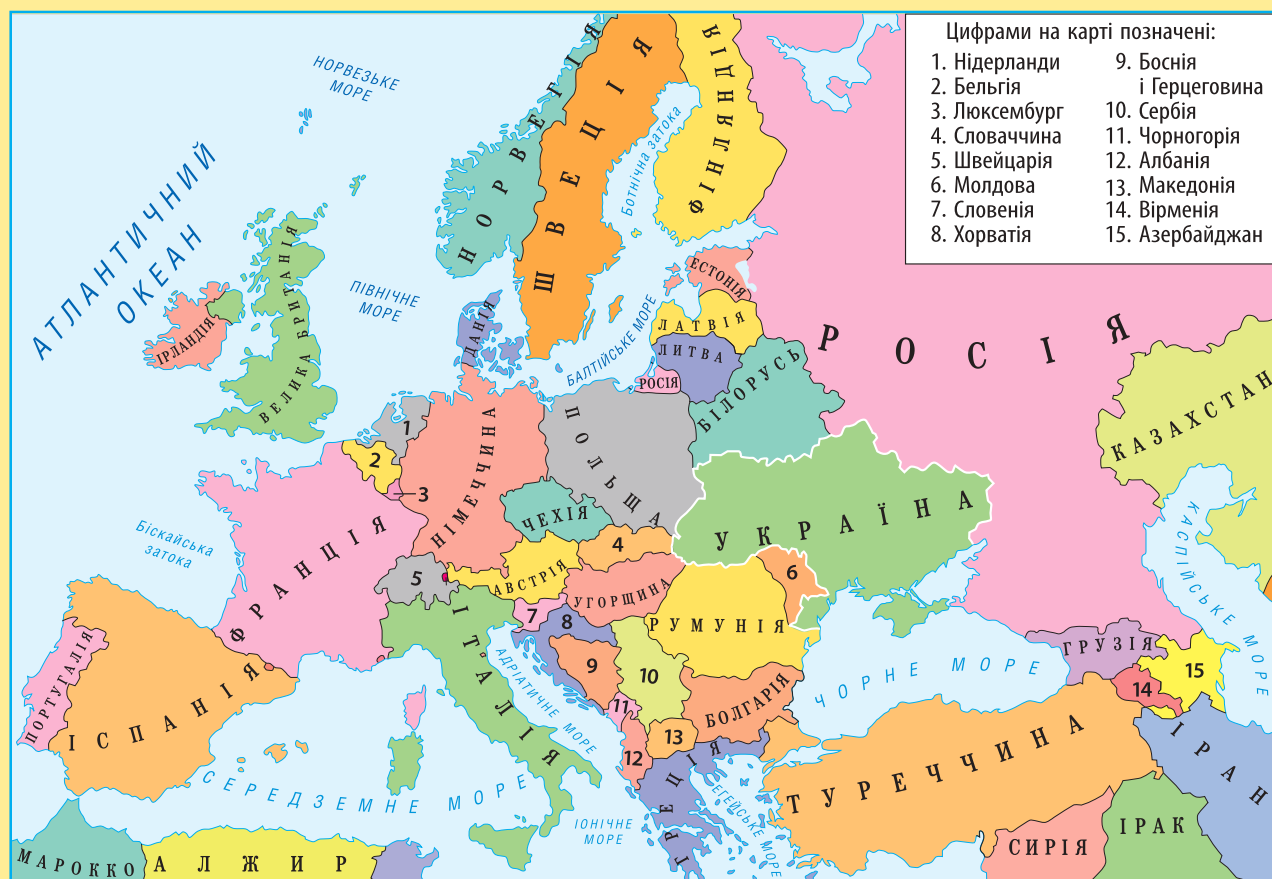 Цифрами на карті позначені:
1. Нідерланди
2. Бельгія
3. Люксембург
4. Словаччина
5. Швейцарія
6. Молдова
7. Словенія
8. Хорватія
9. Боснія
і Герцеговина
10. Сербія
11. Чорногорія
12. Албанія
13. Македонія
14. Вірменія
15. Азербайджан
НОРВЕЗЬКЕ
МОРЕ
АТЛАНТИЧНИЙ
ОКЕАН
НОРВЕГІЯ
ШВЕЦІЯ
ФІНЛЯНДІЯ
Ботнічна затока
ПІВНІЧНЕ
МОРЕ
ІРЛАНДІЯ
ВЕЛИКА БРИТАНІЯ
ДАНІЯ
БАЛТІЙСЬКЕ МОРЕ
ЕСТОНІЯ
ЛАТВІЯ
ЛИТВА
РОСІЯ
РОСІЯ
БІЛОРУСЬ
КАЗАХСТАН
ПОЛЬЩА
НІМЕЧЧИНА
1
2
3
ЧЕХІЯ
УКРАЇНА
КАСПІЙСЬКЕ МОРЕ
Біскайська
затока
ФРАНЦІЯ
4
5
АВСТРІЯ
УГОРЩИНА
6
РУМУНІЯ
7
8
9
10
11
12
13
ІТАЛІЯ
АДРІАТИЧНЕ МОРЕ
БОЛГАРІЯ
ЧОРНЕ МОРЕ
ГРУЗІЯ
14
15
ПОРТУГАЛІЯ
ІСПАНІЯ
СЕРЕДЗЕМНЕ МОРЕ
ІОНІЧНЕ
МОРЕ
ГРЕЦІЯ
ЕГЕЙСЬКЕ МОРЕ
ТУРЕЧЧИНА
ІРАН
МАРОККО
АЛЖИР
СИРІЯ
ІРАК